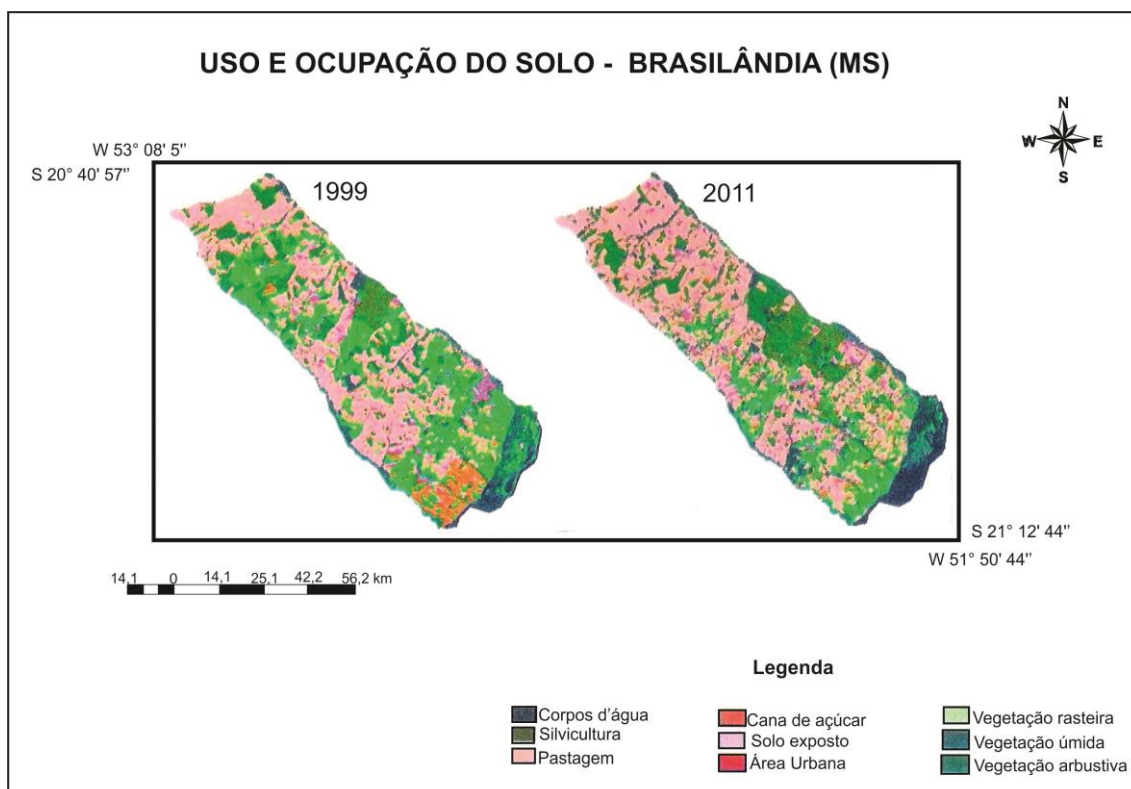 USO E OCUPAÇÃO DO SOLO - BRASILÂNDIA (MS)
N
W E
S
W 53° 08' 5"
S 20° 40' 57"
1999
2011
S 21° 12' 44"
W 51° 50' 44"
14,1 0 14,1 25,1 42,2 56,2 km
Legenda
Corpos d'água
Silvicultura
Pastagem
Cana de açúcar
Solo exposto
Área Urbana
Vegetação rasteira
Vegetação úmida
Vegetação arbustiva